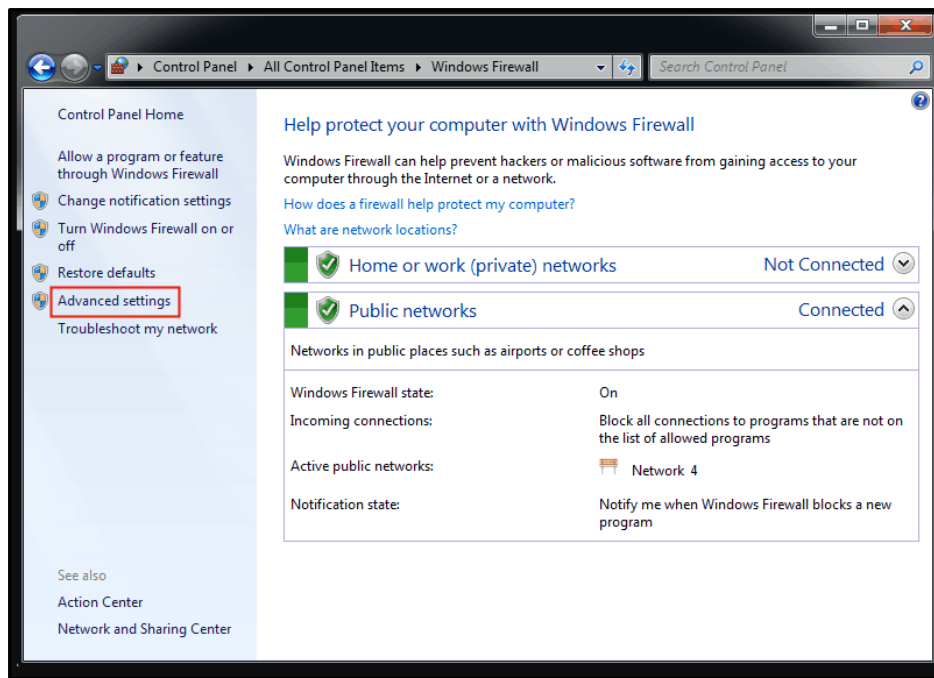 Control Panel ▸ All Control Panel Items ▸ Windows Firewall
Search Control Panel
Control Panel Home
Allow a program or feature
through Windows Firewall
Change notification settings
Turn Windows Firewall on or
off
Restore defaults
Advanced settings
Troubleshoot my network
See also
Action Center
Network and Sharing Center
Help protect your computer with Windows Firewall
Windows Firewall can help prevent hackers or malicious software from gaining access to your
computer through the Internet or a network.
How does a firewall help protect my computer?
What are network locations?
Home or work (private) networks Not Connected
Public networks Connected
Networks in public places such as airports or coffee shops
Windows Firewall state: On
Incoming connections: Block all connections to programs that are not on
the list of allowed programs
Active public networks: Network 4
Notification state: Notify me when Windows Firewall blocks a new
program